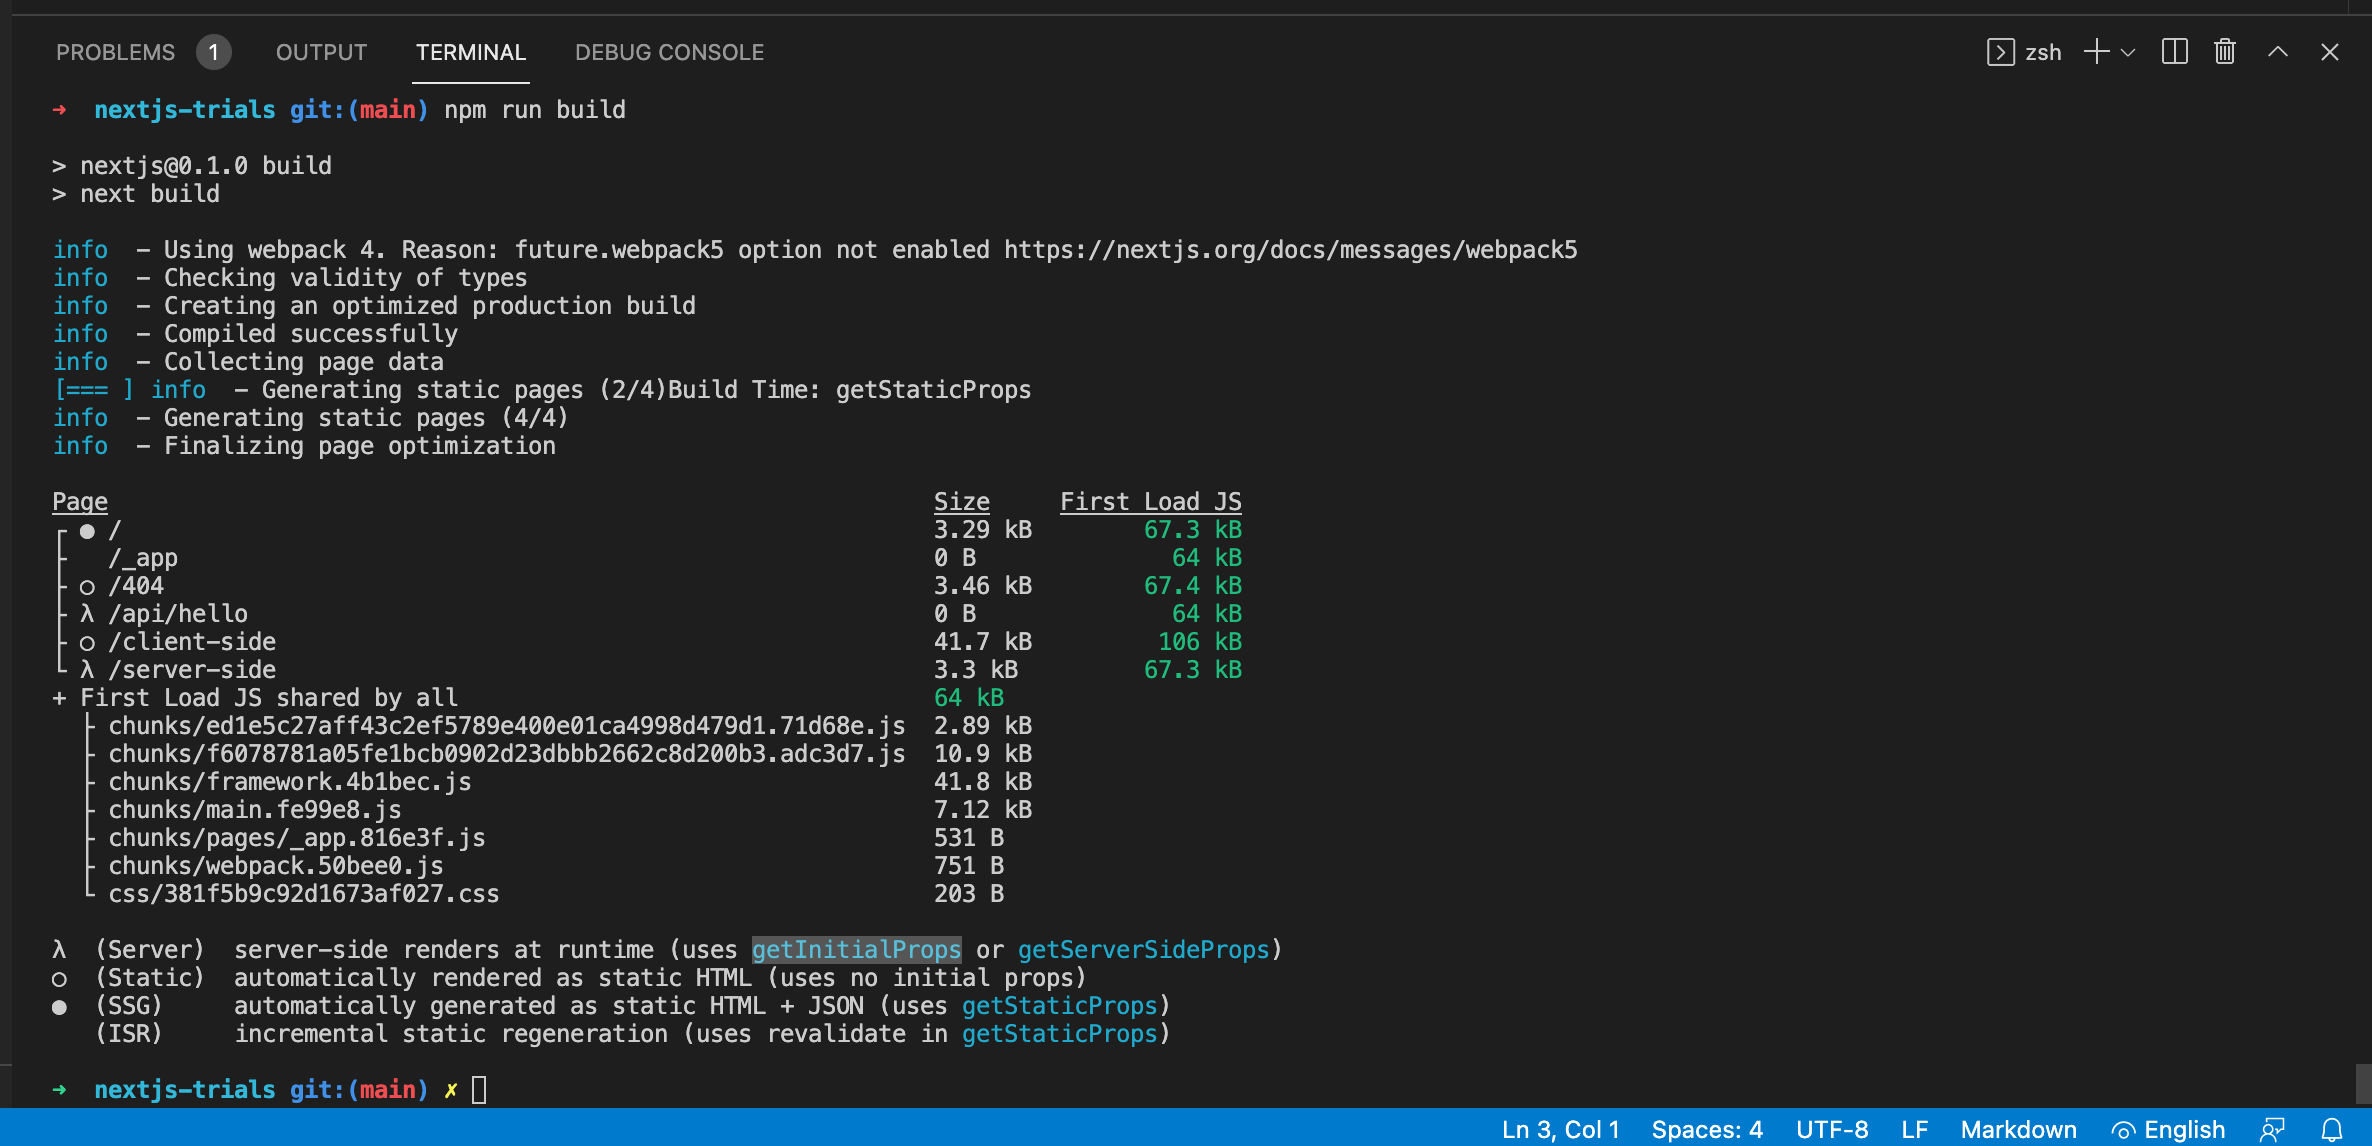 PROBLEMS 1 OUTPUT TERMINAL DEBUG CONSOLE zsh
➜  nextjs-trials git:(main) npm run build
> nextjs@0.1.0 build
> next build
info  - Using webpack 4. Reason: future.webpack5 option not enabled https://nextjs.org/docs/messages/webpack5
info  - Checking validity of types
info  - Creating an optimized production build
info  - Compiled successfully
info  - Collecting page data
[=== ] info  - Generating static pages (2/4)Build Time: getStaticProps
info  - Generating static pages (4/4)
info  - Finalizing page optimization
Page Size First Load JS
┌ ● / 3.29 kB 67.3 kB
├   /_app 0 B 64 kB
├ ○ /404 3.46 kB 67.4 kB
├ λ /api/hello 0 B 64 kB
├ ○ /client-side 41.7 kB 106 kB
└ λ /server-side 3.3 kB 67.3 kB
+ First Load JS shared by all 64 kB
├ chunks/ed1e5c27aff43c2ef5789e400e01ca4998d479d1.71d68e.js 2.89 kB
├ chunks/f6078781a05fe1bcb0902d23dbbb2662c8d200b3.adc3d7.js 10.9 kB
├ chunks/framework.4b1bec.js 41.8 kB
├ chunks/main.fe99e8.js 7.12 kB
├ chunks/pages/_app.816e3f.js 531 B
├ chunks/webpack.50bee0.js 751 B
└ css/381f5b9c92d1673af027.css 203 B
λ  (Server)  server-side renders at runtime (uses getInitialProps or getServerSideProps)
○  (Static)  automatically rendered as static HTML (uses no initial props)
●  (SSG)     automatically generated as static HTML + JSON (uses getStaticProps)
(ISR)     incremental static regeneration (uses revalidate in getStaticProps)
➜  nextjs-trials git:(main) ✗
Ln 3, Col 1 Spaces: 4 UTF-8 LF Markdown English